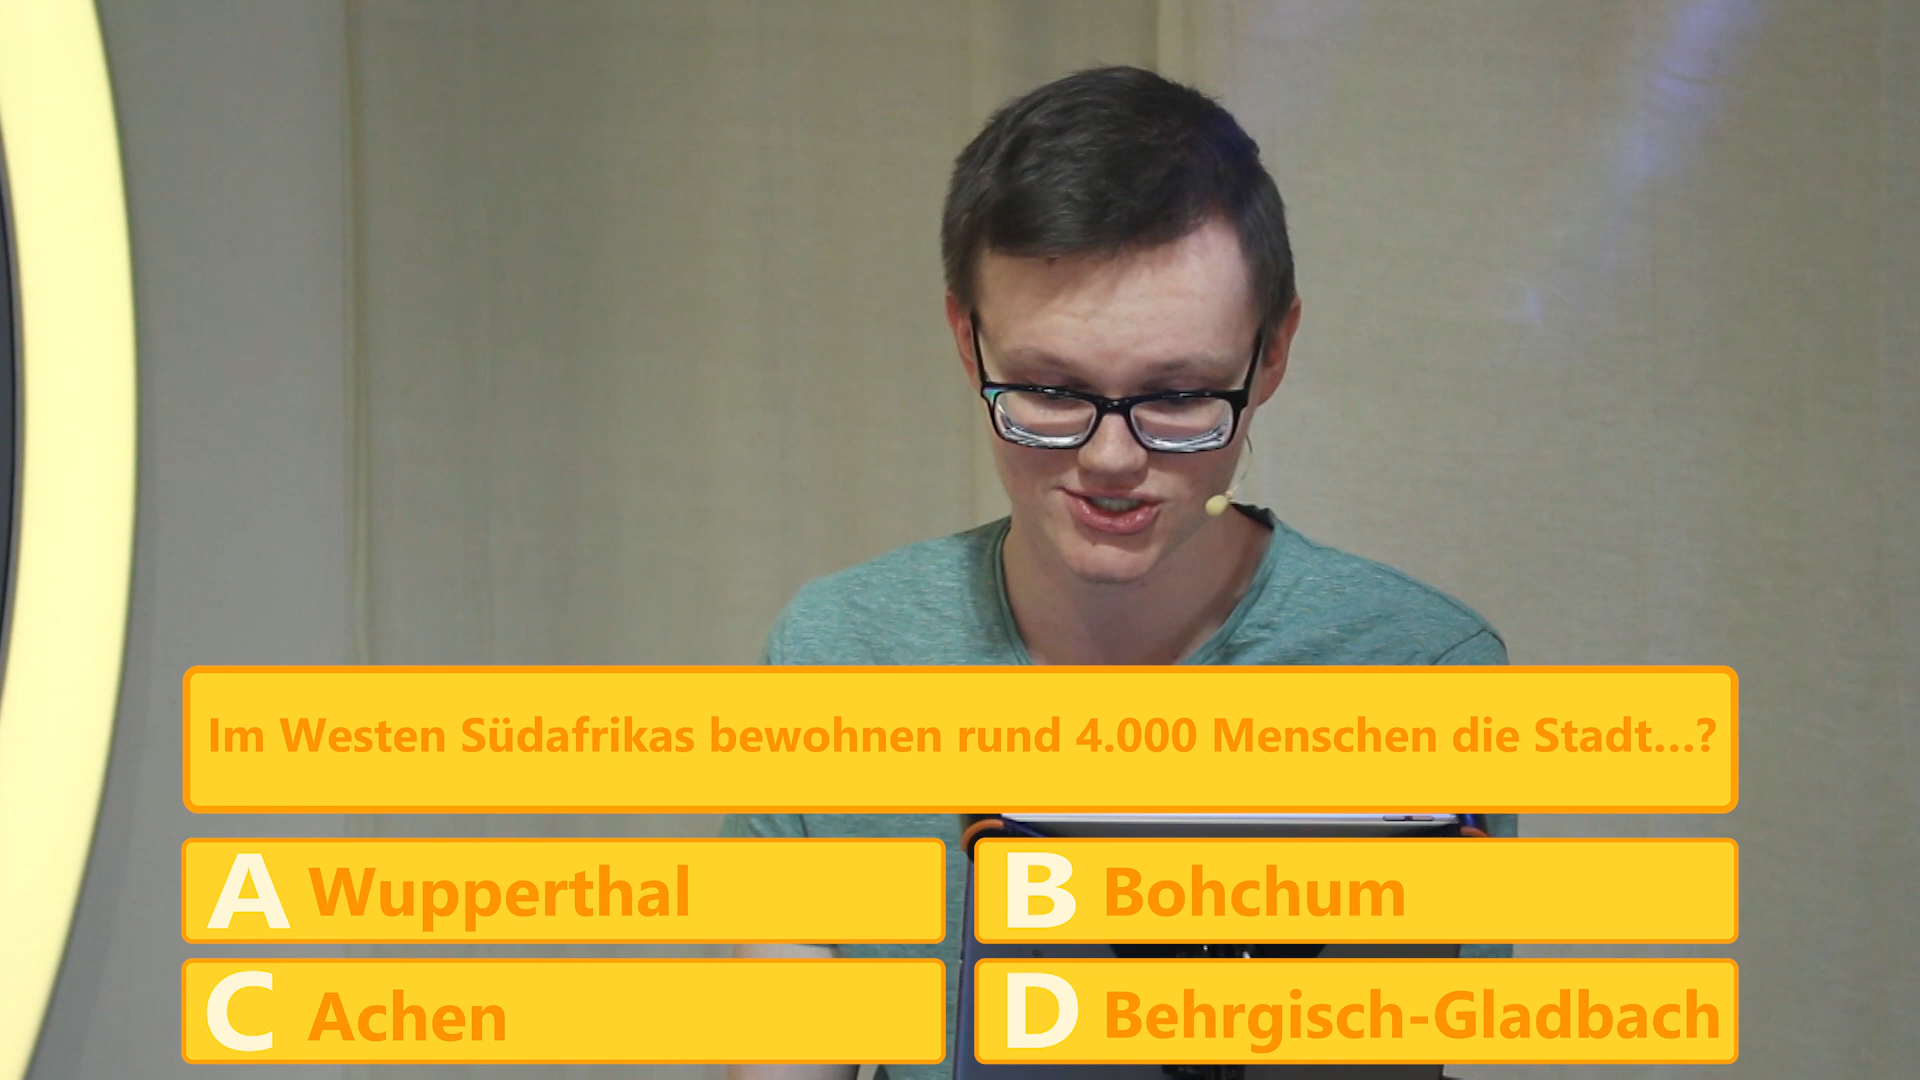 Im Westen Südafrikas bewohnen rund 4.000 Menschen die Stadt...?
A Wupperthal
B Bohchum
C Achen
D Behrgisch-Gladbach